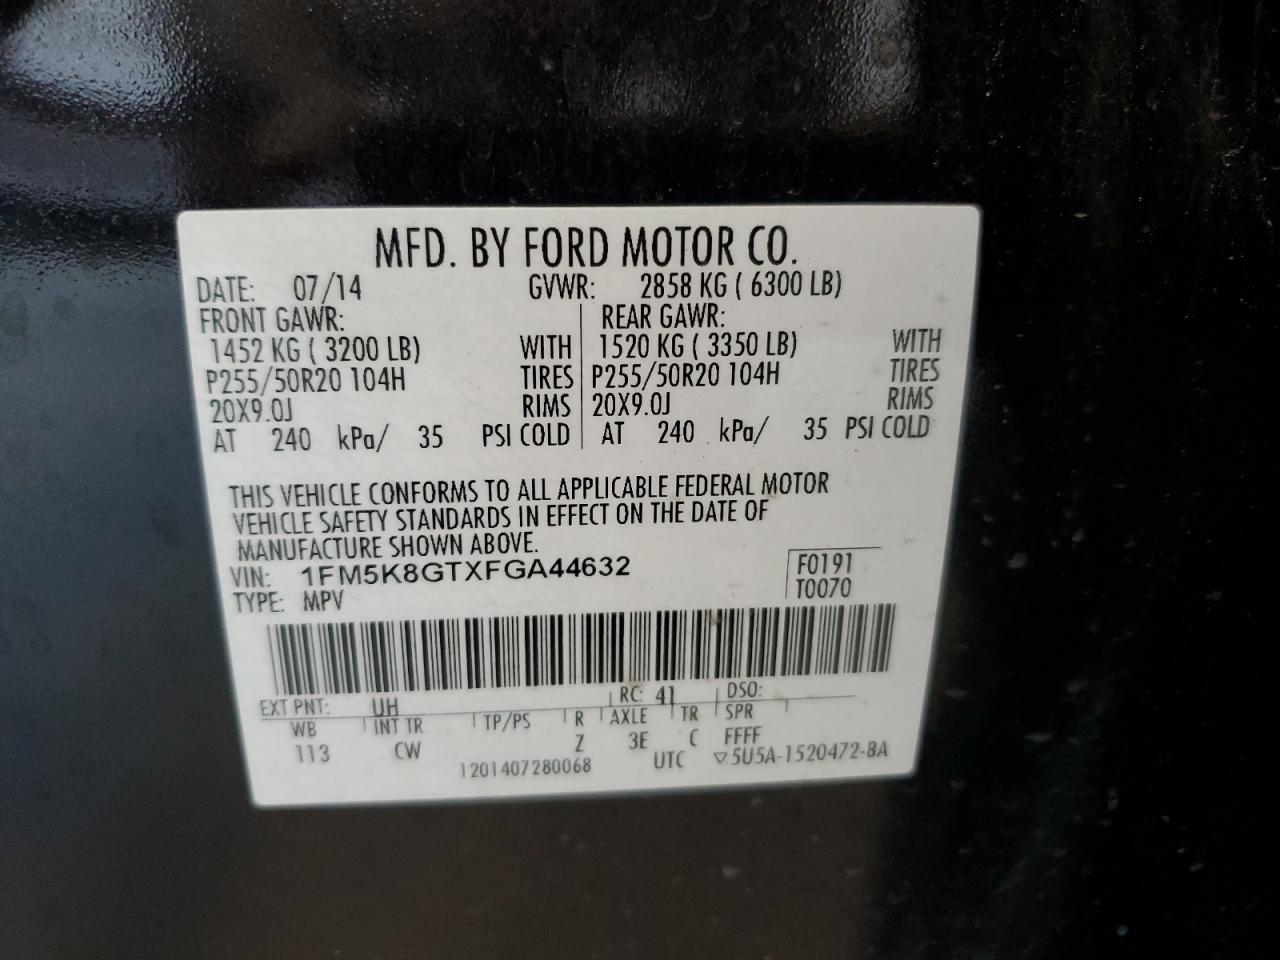 MFD. BY FORD MOTOR CO.
DATE: 07/14 GVWR: 2858 KG ( 6300 LB)
FRONT GAWR: REAR GAWR:
1452 KG ( 3200 LB) WITH 1520 KG ( 3350 LB) WITH
P255/50R20 104H TIRES P255/50R20 104H TIRES
20X9.0J RIMS 20X9.0J RIMS
AT 240 kPa/ 35 PSI COLD AT 240 kPa/ 35 PSI COLD
THIS VEHICLE CONFORMS TO ALL APPLICABLE FEDERAL MOTOR
VEHICLE SAFETY STANDARDS IN EFFECT ON THE DATE OF
MANUFACTURE SHOWN ABOVE.
VIN: 1FM5K8GTXFGA44632 F0191
TYPE: MPV T0070
EXT PNT: UH RC: 41 DSO:
WB INT TR TP/PS R AXLE TR SPR
113 CW Z 3E C FFFF
1201407280068 UTC ▽5U5A-1520472-BA